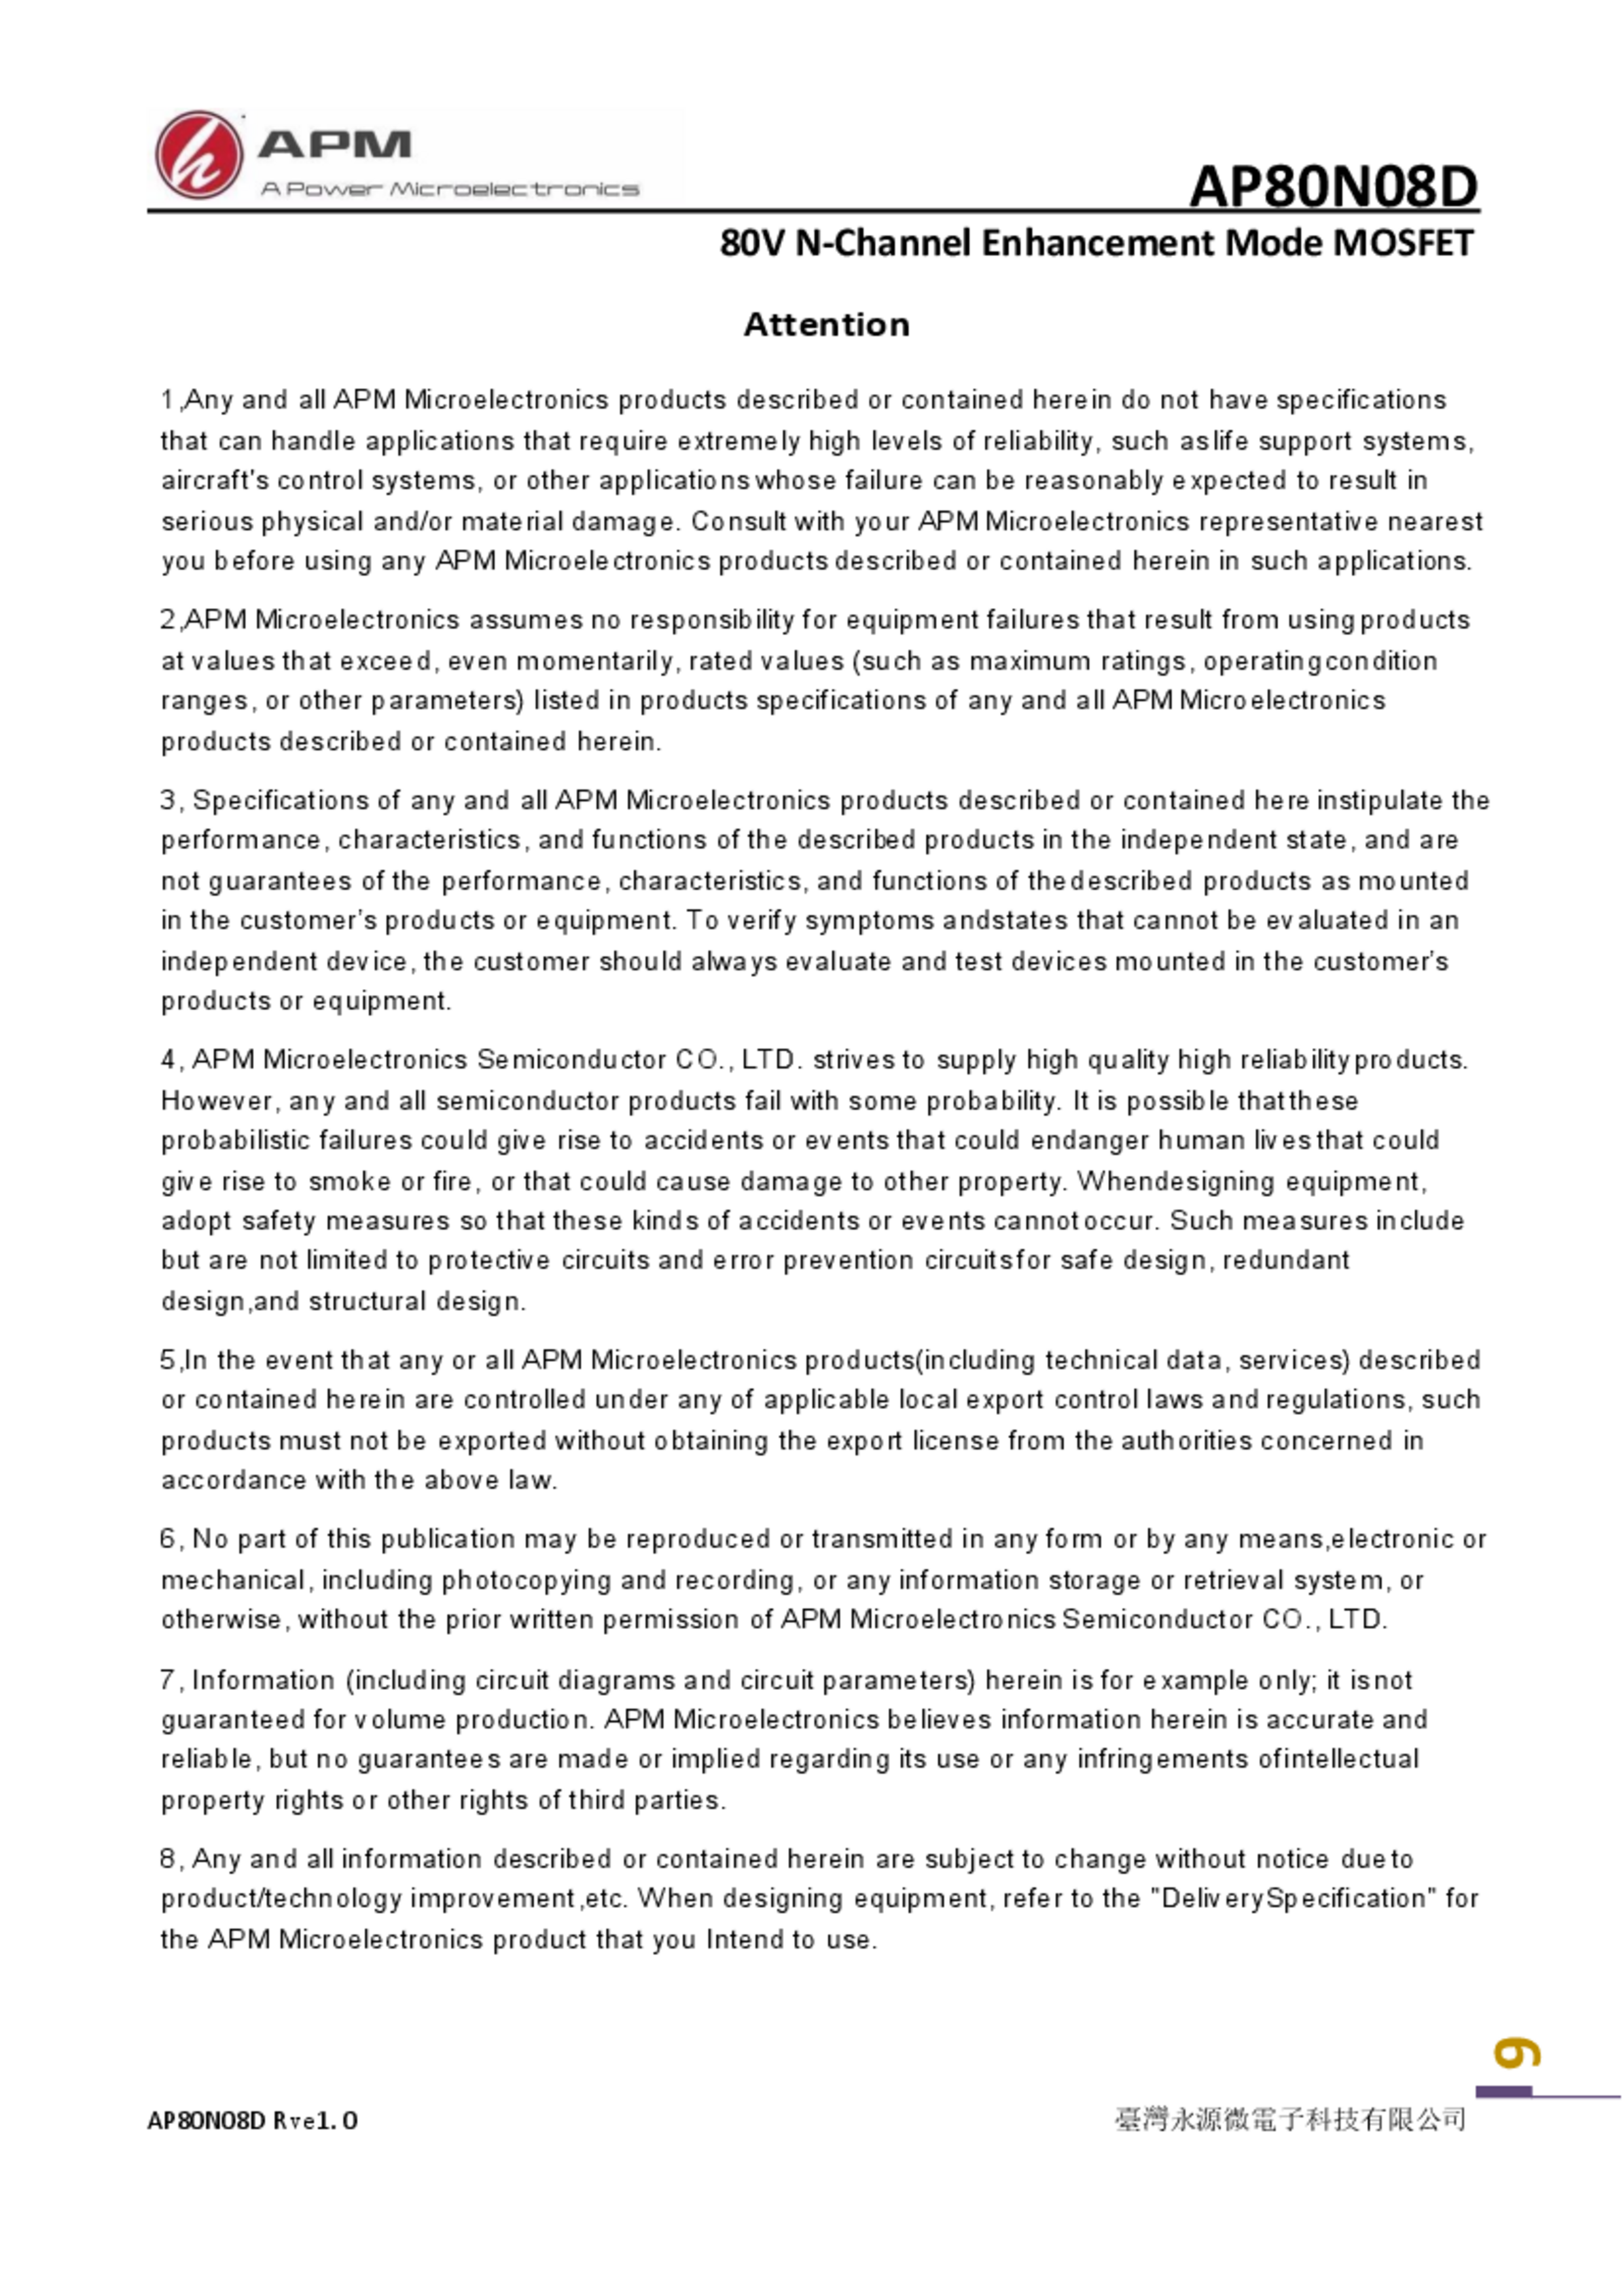 APM
A Power Microelectronics
AP80N08D
80V N-Channel Enhancement Mode MOSFET
Attention
1,Any and all APM Microelectronics products described or contained herein do not have specifications
that can handle applications that require extremely high levels of reliability, such aslife support systems,
aircraft's control systems, or other applications whose failure can be reasonably expected to result in
serious physical and/or material damage. Consult with your APM Microelectronics representative nearest
you before using any APM Microelectronics products described or contained herein in such applications.
2,APM Microelectronics assumes no responsibility for equipment failures that result from using products
at values that exceed, even momentarily, rated values (such as maximum ratings, operating condition
ranges, or other parameters) listed in products specifications of any and all APM Microelectronics
products described or contained herein.
3, Specifications of any and all APM Microelectronics products described or contained here instipulate the
performance, characteristics, and functions of the described products in the independent state, and are
not guarantees of the performance, characteristics, and functions of the described products as mounted
in the customer's products or equipment. To verify symptoms andstates that cannot be evaluated in an
independent device, the customer should always evaluate and test devices mounted in the customer's
products or equipment.
4, APM Microelectronics Semiconductor CO., LTD. strives to supply high quality high reliability products.
However, any and all semiconductor products fail with some probability. It is possible that these
probabilistic failures could give rise to accidents or events that could endanger human lives that could
give rise to smoke or fire, or that could cause damage to other property. Whendesigning equipment,
adopt safety measures so that these kinds of accidents or events cannot occur. Such measures include
but are not limited to protective circuits and error prevention circuitsfor safe design, redundant
design,and structural design.
5,In the event that any or all APM Microelectronics products(including technical data, services) described
or contained herein are controlled under any of applicable local export control laws and regulations, such
products must not be exported without obtaining the export license from the authorities concerned in
accordance with the above law.
6, No part of this publication may be reproduced or transmitted in any form or by any means,electronic or
mechanical, including photocopying and recording, or any information storage or retrieval system, or
otherwise, without the prior written permission of APM Microelectronics Semiconductor CO., LTD.
7, Information (including circuit diagrams and circuit parameters) herein is for example only; it is not
guaranteed for volume production. APM Microelectronics believes information herein is accurate and
reliable, but no guarantees are made or implied regarding its use or any infringements ofintellectual
property rights or other rights of third parties.
8, Any and all information described or contained herein are subject to change without notice due to
product/technology improvement,etc. When designing equipment, refer to the "Delivery Specification" for
the APM Microelectronics product that you Intend to use.
9
AP80N08D Rve1.0
臺灣永源微電子科技有限公司